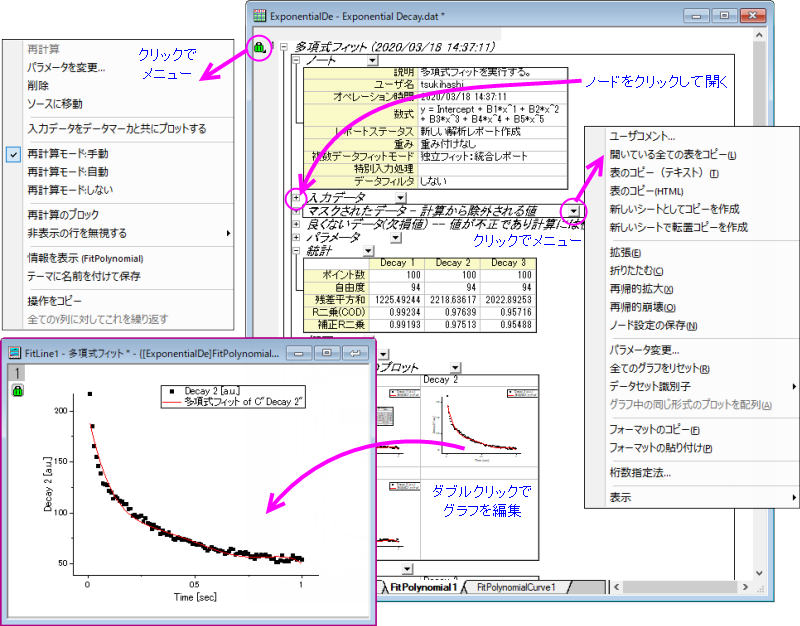 ExponentialDe - Exponential Decay.dat *
再計算
パラメータを変更...
削除
ソースに移動
入力データをデータマーカと共にプロットする
再計算モード:手動
再計算モード:自動
再計算モード:しない
再計算のブロック
非表示の行を無視する
情報を表示 (FitPolynomial)
テーマに名前を付けて保存
操作をコピー
全てのY列に対してこれを繰り返す
クリックで
メニュー
多項式フィット (2020/03/18 14:37:11)
ノート
説明 多項式フィットを実行する。
ユーザ名 tsukihashi
オペレーション時間 2020/03/18 14:37:11
数式 y = Intercept + B1*x^1 + B2*x^2
+ B3*x^3 + B4*x^4 + B5*x^5
レポートステータス 新しい解析レポート作成
重み 重み付けなし
複数データフィットモード 独立フィット:統合レポート
特別入力処理
データフィルタ しない
ノードをクリックして開く
入力データ
マスクされたデータ - 計算から除外される値
良くないデータ(欠損値) -- 値が不正であり計算には
パラメータ
クリックでメニュー
統計
Decay 1 Decay 2 Decay 3
ポイント数 100 100 100
自由度 94 94 94
残差平方和 1225.49244 2218.63617 2022.89253
R二乗(COD) 0.99234 0.97639 0.95716
補正R二乗 0.99193 0.97513 0.95488
ユーザコメント...
開いている全ての表をコピー(L)
表のコピー (テキスト) (T)
表のコピー(HTML)
新しいシートとしてコピーを作成
新しいシートで転置コピーを作成
拡張(E)
折りたたむ(C)
再帰的拡大(X)
再帰的崩壊(O)
ノード設定の保存(N)
パラメータ変更...
全てのグラフをリセット(R)
データセット識別子
グラフ中の同じ形式のプロットを配列(A)
フォーマットのコピー(F)
フォーマットの貼り付け(P)
桁数指定法...
表示
のプロット
Decay 2
ダブルクリックで
グラフを編集
FitLine1 - 多項式フィット * - ([ExponentialDe]FitPolynomial...
1
Decay 2 [a.u.]
多項式フィット of C"Decay 2"
Decay 2 [a.u.]
200
150
100
50
0 05 1
Time [sec]
FitPolynomial1 FitPolynomialCurve1